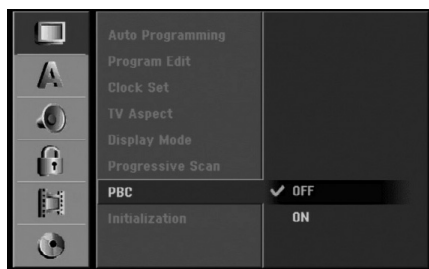 Auto Programming
Program Edit
Clock Set
TV Aspect
Display Mode
Progressive Scan
PBC ✔ OFF
Initialization ON
A